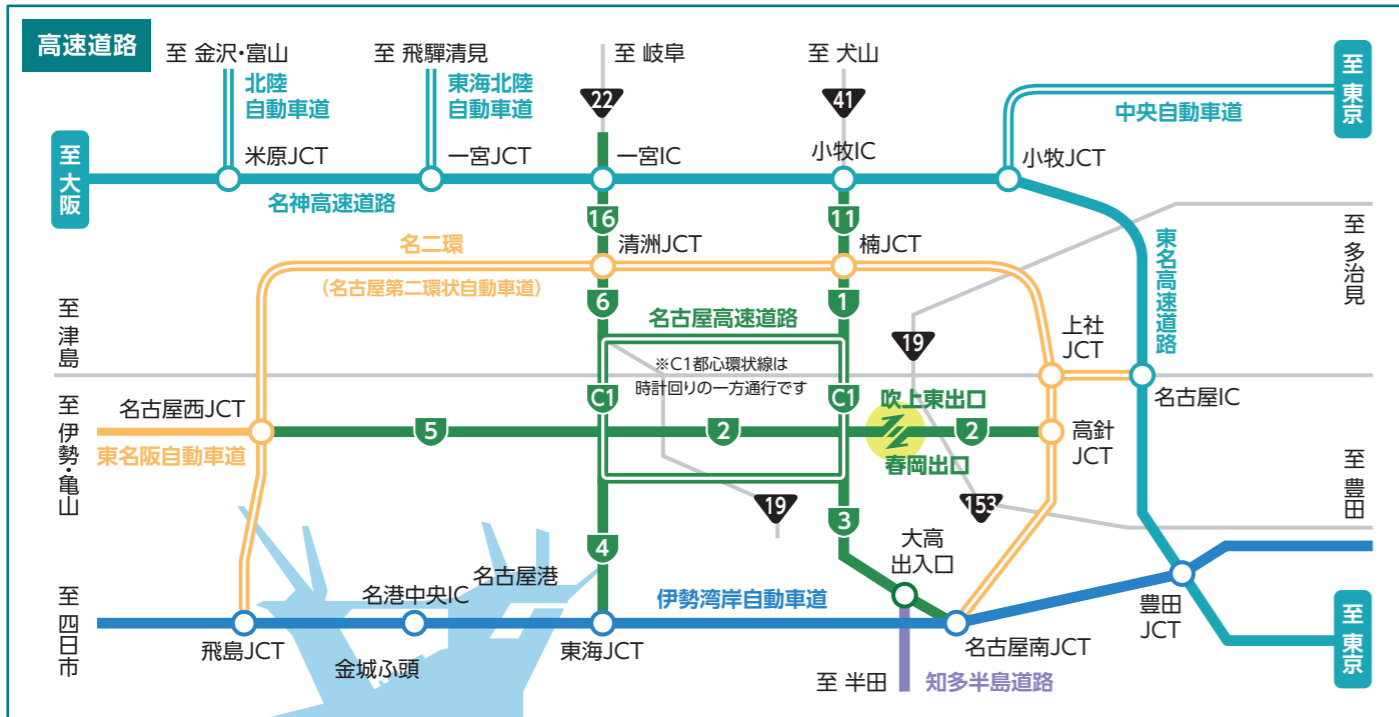 高速道路
至 金沢・富山
至 飛驒清見
至 岐阜
至 犬山
至 東京
北陸
自動車道
東海北陸
自動車道
22
41
中央自動車道
至 大阪
米原JCT
一宮JCT
一宮IC
小牧IC
小牧JCT
名神高速道路
16
11
名二環
(名古屋第二環状自動車道)
清洲JCT
楠JCT
東名高速道路
至 多治見
至 津島
6
1
名古屋高速道路
19
上社
JCT
※C1都心環状線は
時計回りの一方通行です
C1
C1
吹上東出口
名古屋IC
至 伊勢・亀山
名古屋西JCT
5
2
2
高針
JCT
東名阪自動車道
春岡出口
至 豊田
19
153
3
4
大高
出入口
名古屋港
名港中央IC
伊勢湾岸自動車道
至 四日市
飛島JCT
金城ふ頭
東海JCT
名古屋南JCT
豊田
JCT
至 東京
至 半田
知多半島道路